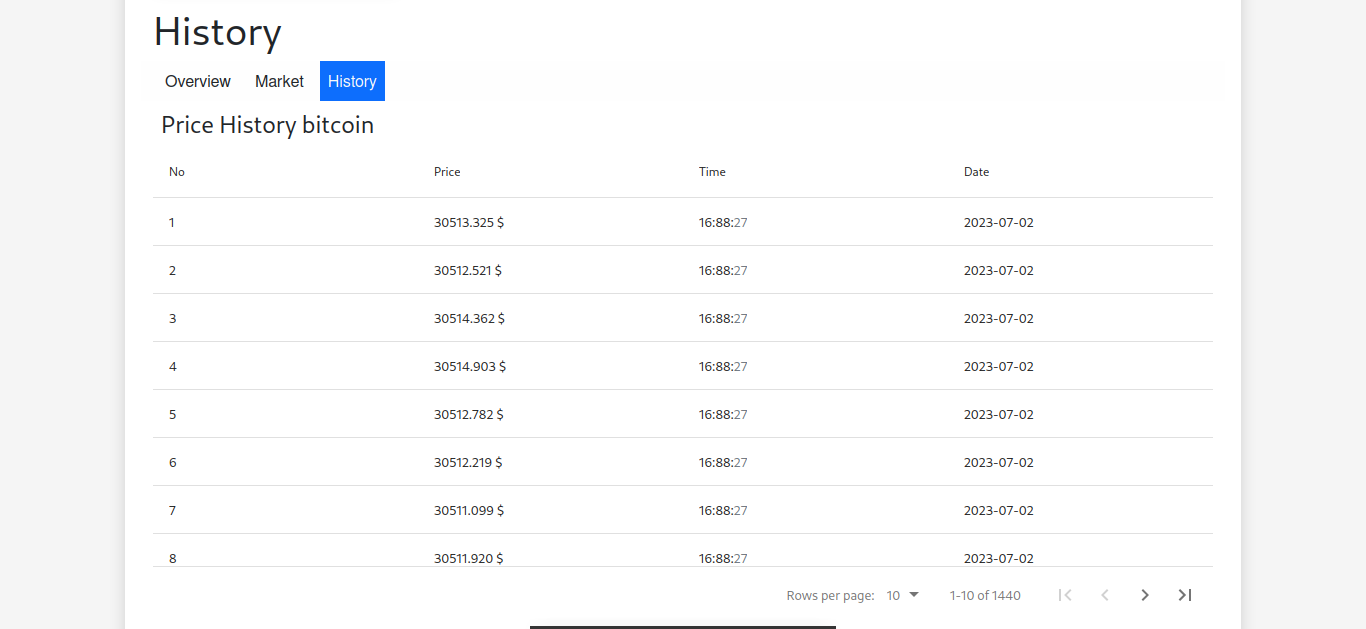 History
Overview Market History
Price History bitcoin
No Price Time Date
1 30513.325 $ 16:88:27 2023-07-02
2 30512.521 $ 16:88:27 2023-07-02
3 30514.362 $ 16:88:27 2023-07-02
4 30514.903 $ 16:88:27 2023-07-02
5 30512.782 $ 16:88:27 2023-07-02
6 30512.219 $ 16:88:27 2023-07-02
7 30511.099 $ 16:88:27 2023-07-02
8 30511.920 $ 16:88:27 2023-07-02
Rows per page: 10 1-10 of 1440